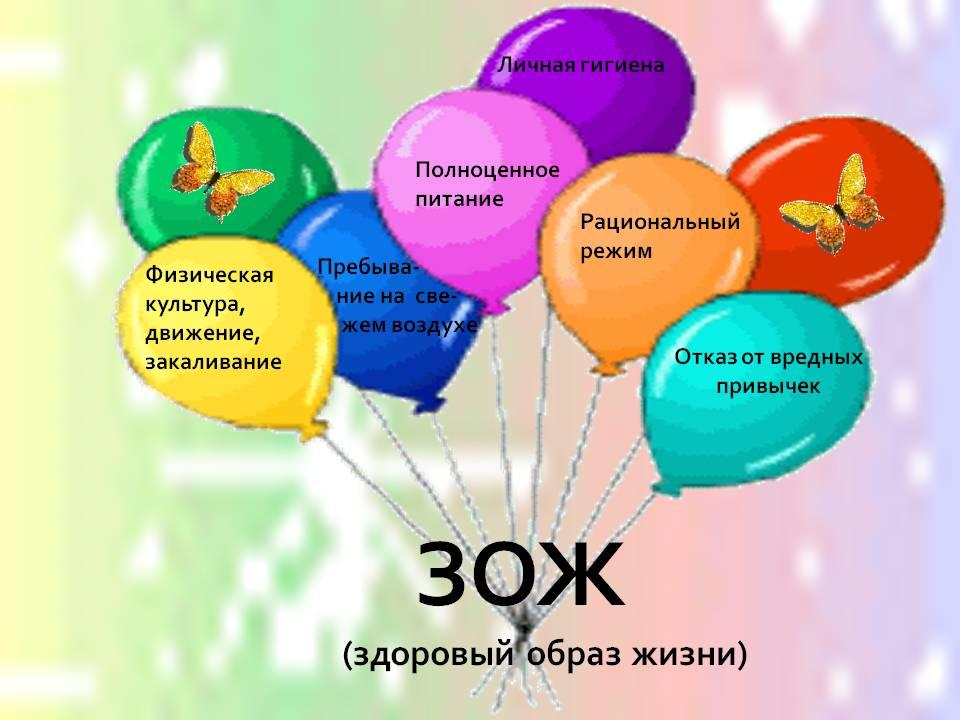 Личная гигиена
Полноценное
питание
Рациональный
режим
Физическая
культура,
движение,
закаливание
Пребыва-
ние на све-
жем воздухе
Отказ от вредных
привычек
ЗОЖ
(здоровый образ жизни)